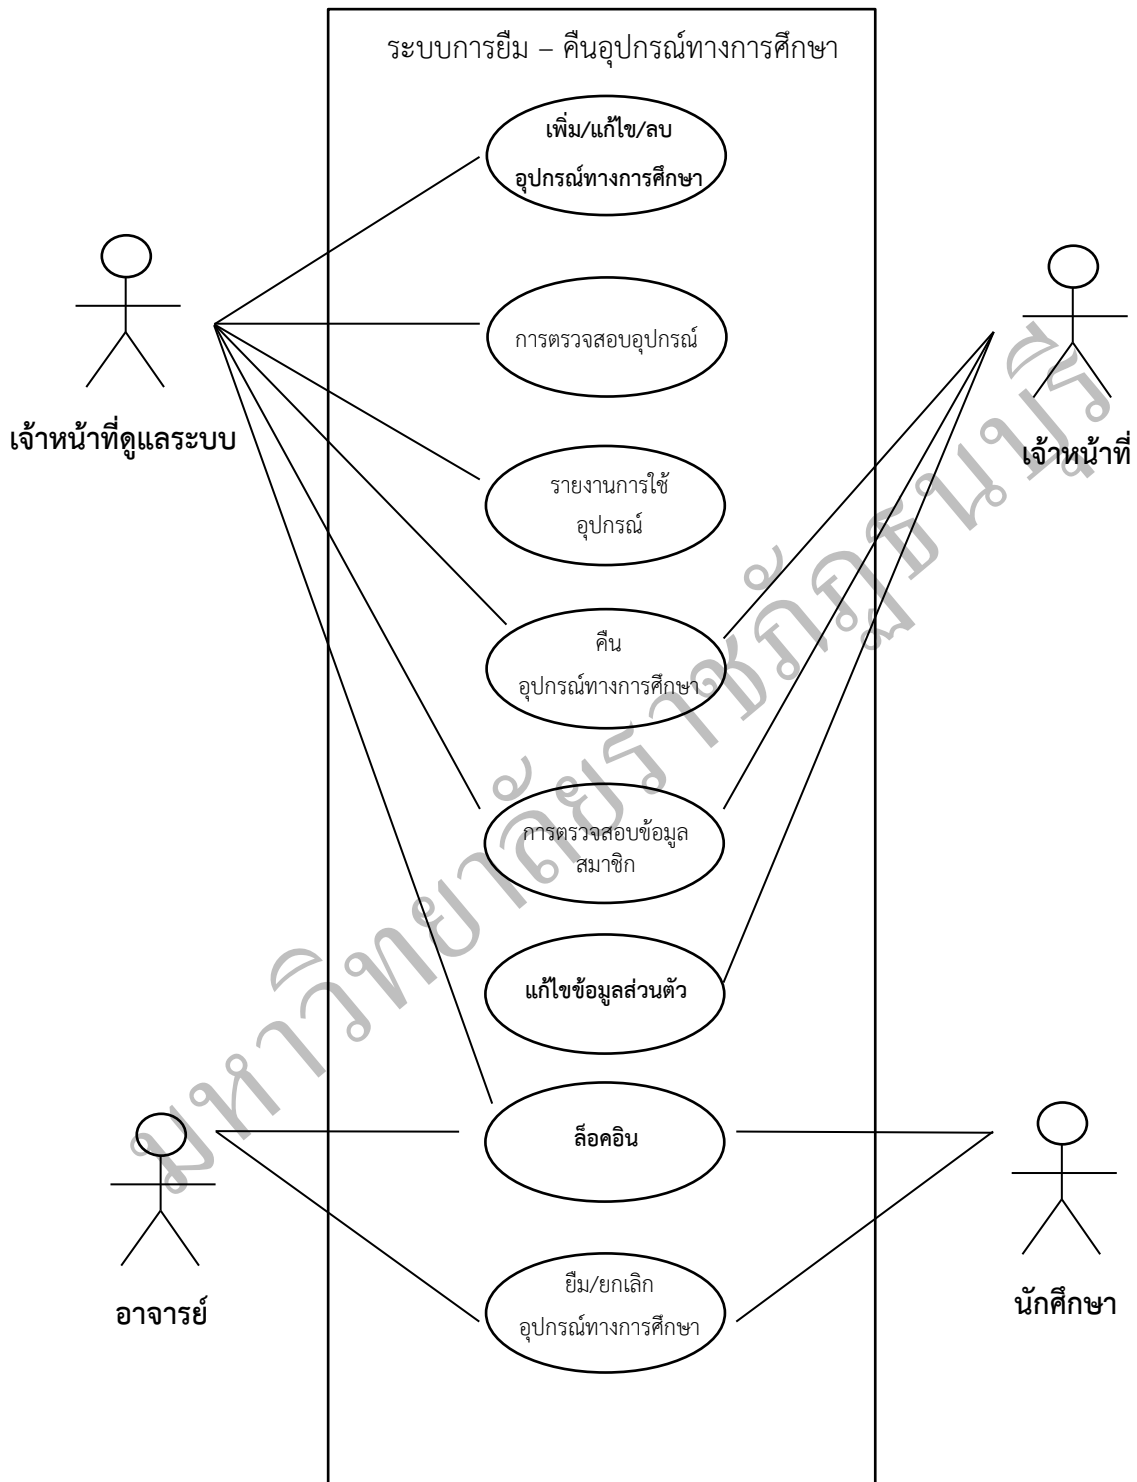 ระบบการยืม – คืนอุปกรณ์ทางการศึกษา
เพิ่ม/แก้ไข/ลบ
อุปกรณ์ทางการศึกษา
การตรวจสอบอุปกรณ์
เจ้าหน้าที่ดูแลระบบ
เจ้าหน้าที่
รายงานการใช้
อุปกรณ์
คืน
อุปกรณ์ทางการศึกษา
การตรวจสอบข้อมูล
สมาชิก
แก้ไขข้อมูลส่วนตัว
ล็อคอิน
ยืม/ยกเลิก
อุปกรณ์ทางการศึกษา
อาจารย์
นักศึกษา
มหาวิทยาลัยราชภัฏธนบุรี